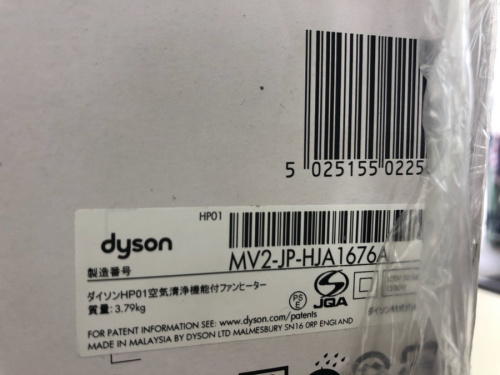 5 025155 0225
HP01
dyson
製造番号
MV2-JP-HJA1676A
ダイソンHP01空気清浄機能付ファンヒーター
質量:3.79kg
PS E
JQA
FOR PATENT INFORMATION SEE: www.dyson.com/patents
MADE IN MALAYSIA BY DYSON LTD MALMESBURY SN16 0RP ENGLAND